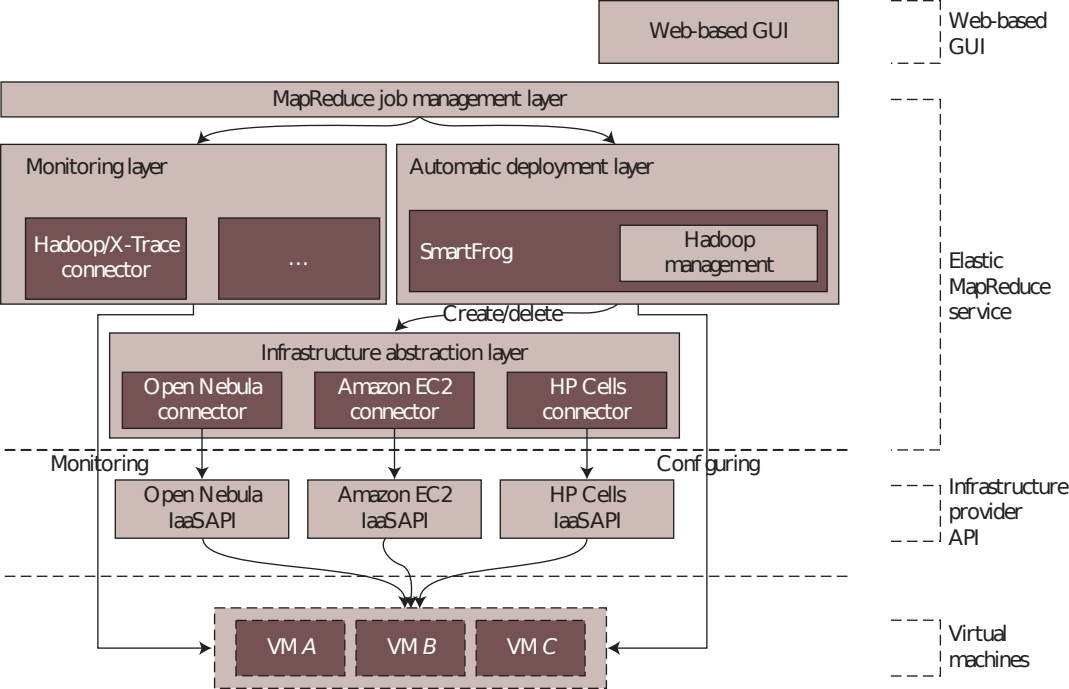 Web-based GUI
Web-based
GUI
MapReduce job management layer
Monitoring layer
Automatic deployment layer
Hadoop/X-Trace
connector
...
SmartFrog
Hadoop
management
Elastic
MapReduce
service
Create/delete
Infrastructure abstraction layer
Open Nebula
connector
Amazon EC2
connector
HP Cells
connector
Monitoring
Conf guring
Open Nebula
IaaSAPI
Amazon EC2
IaaSAPI
HP Cells
IaaSAPI
Infrastructure
provider
API
VM A
VM B
VM C
Virtual
machines